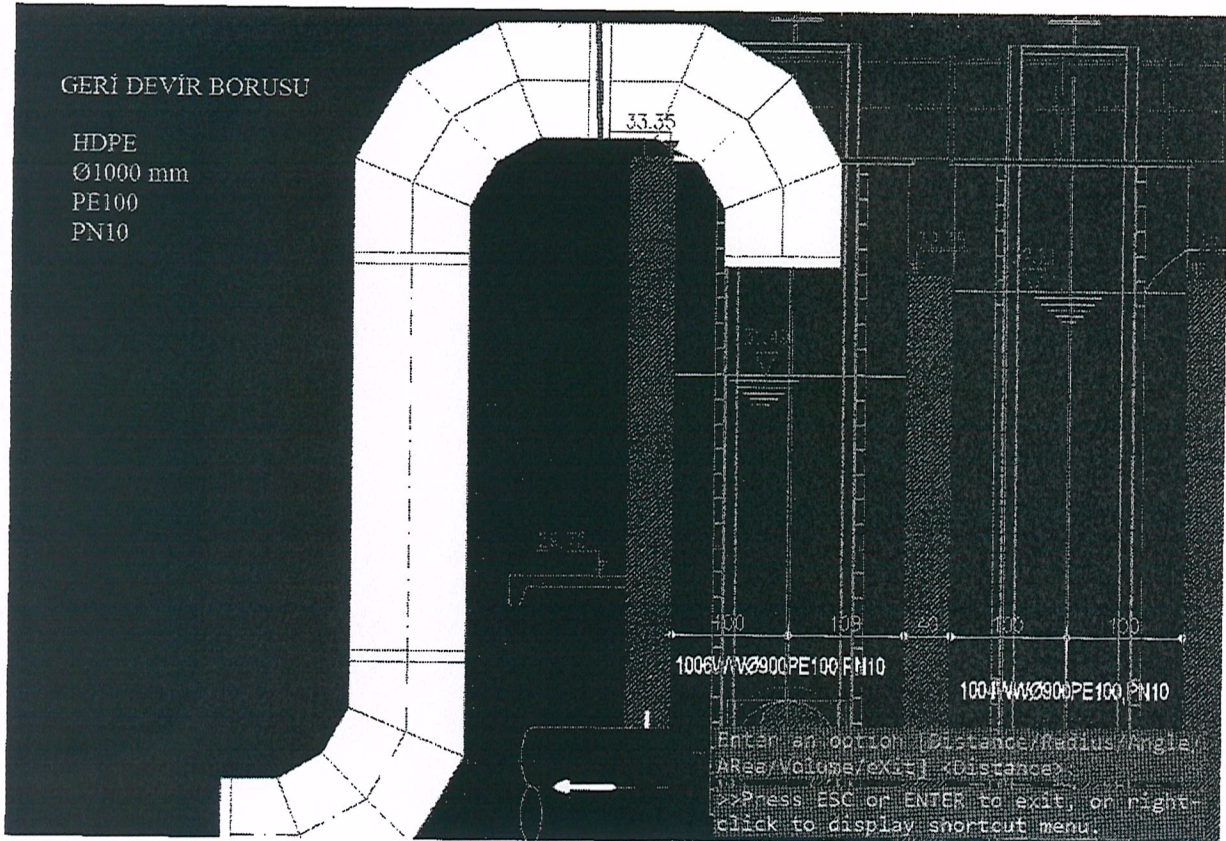 GERİ DEVİR BORUSU
HDPE
Ø1000 mm
PE100
PN10
33.35
100
100
100
1006WWØ900PE100,PN10
1004WWØ900PE100,PN10
Enter an option [Distance/Radius/Angle/
ARea/Volume/eXit] <Distance>
>>Press ESC or ENTER to exit, or right-
click to display shortcut menu.